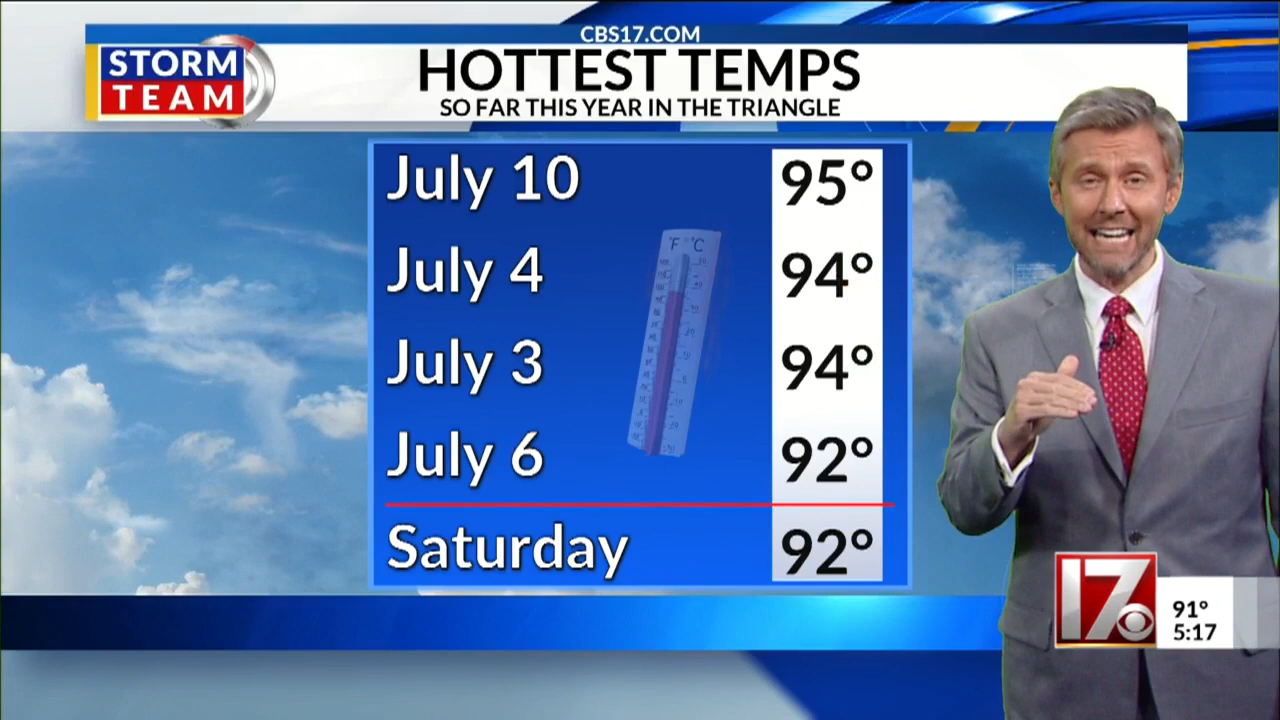 CBS17.COM
STORM
TEAM
HOTTEST TEMPS
SO FAR THIS YEAR IN THE TRIANGLE
July 10 95°
July 4 94°
July 3 94°
July 6 92°
Saturday 92°
°F °C
17
91°
5:17